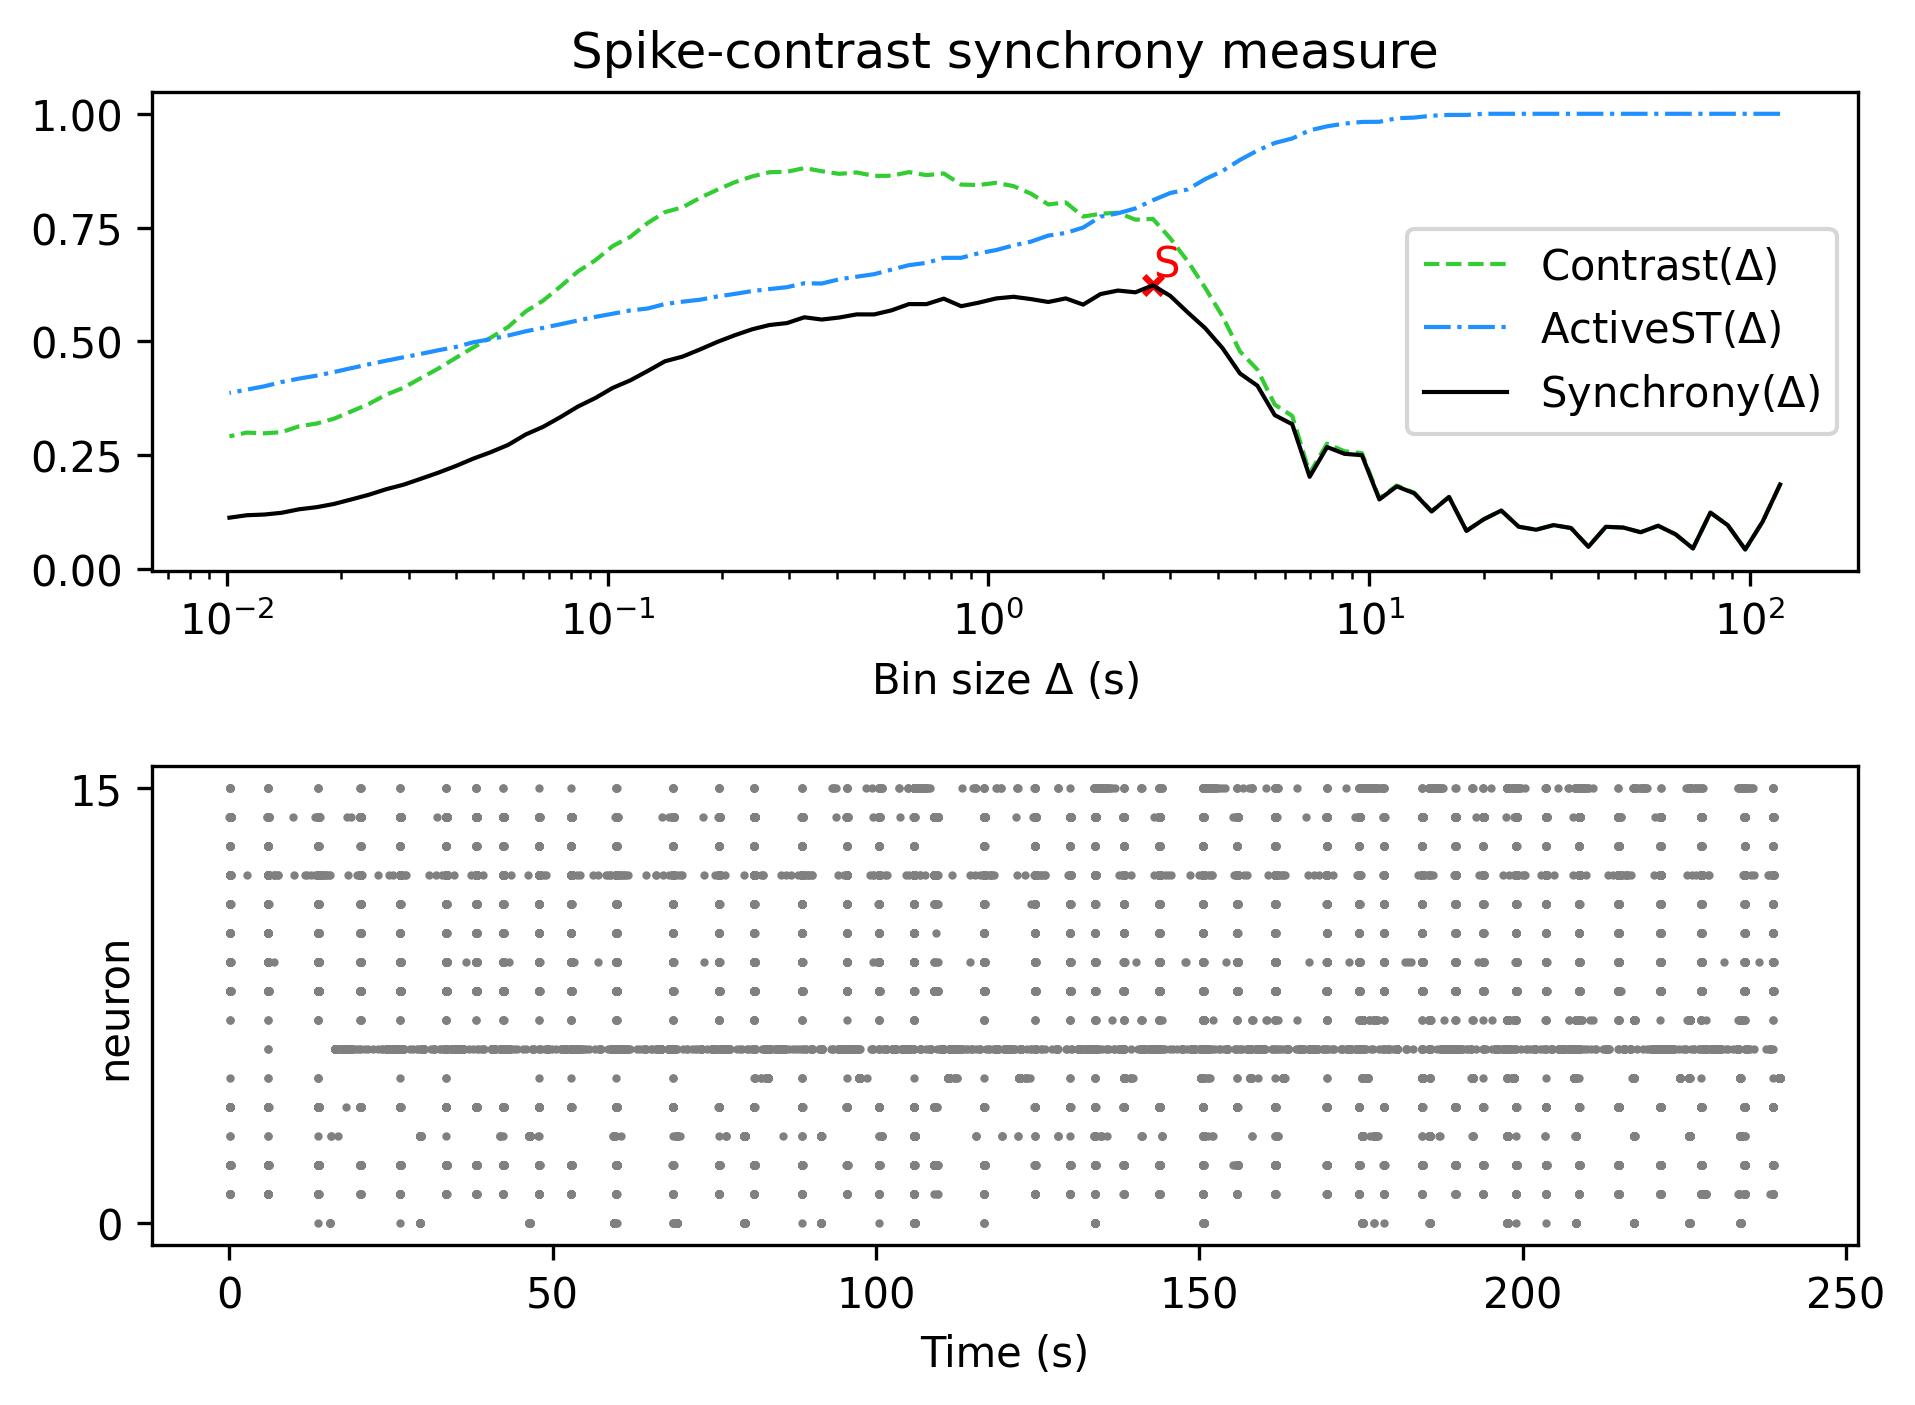 Spike-contrast synchrony measure
1.00
0.75
0.50
0.25
0.00
S
Contrast(Δ)
ActiveST(Δ)
Synchrony(Δ)
10⁻² 10⁻¹ 10⁰ 10¹ 10²
Bin size Δ (s)
15
neuron
0
0 50 100 150 200 250
Time (s)